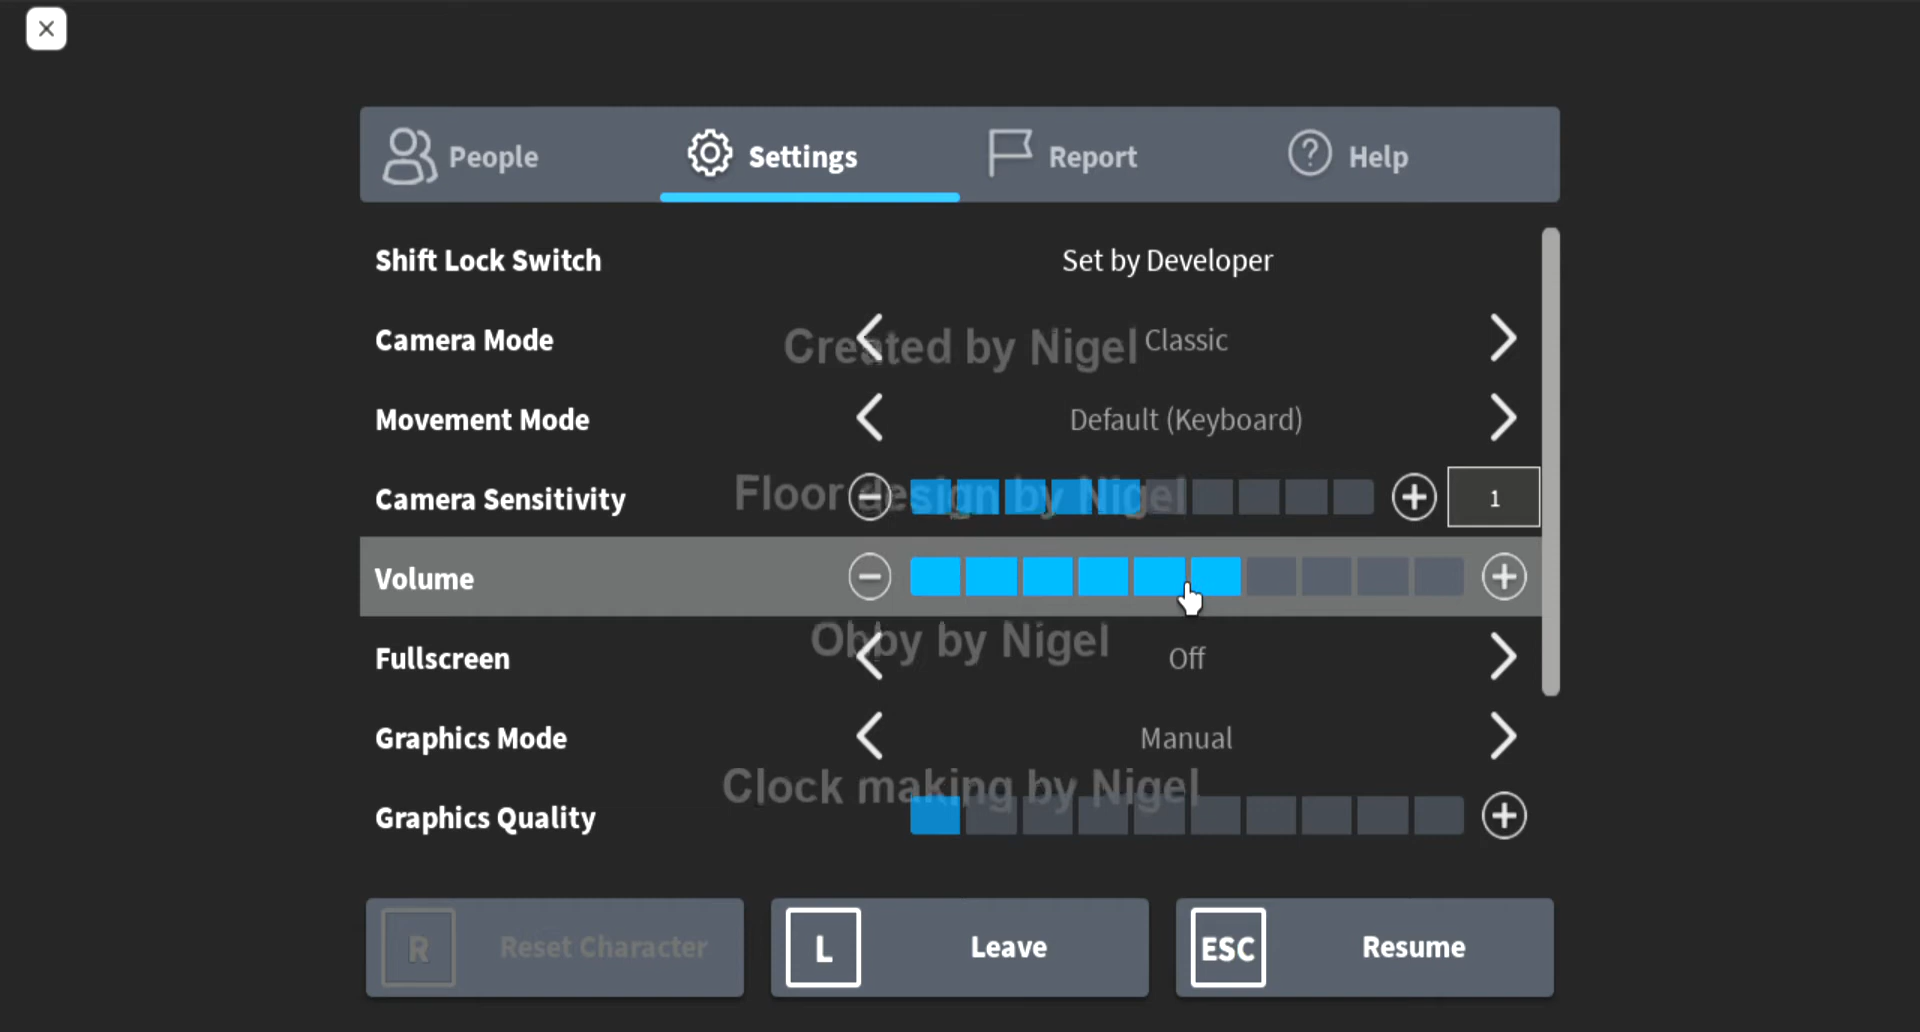 People Settings Report Help
Shift Lock Switch Set by Developer
Camera Mode Classic
Created by Nigel
Movement Mode Default (Keyboard)
Camera Sensitivity 1
Floor design by Nigel
Volume
Obby by Nigel
Fullscreen Off
Graphics Mode Manual
Clock making by Nigel
Graphics Quality
R Reset Character L Leave ESC Resume